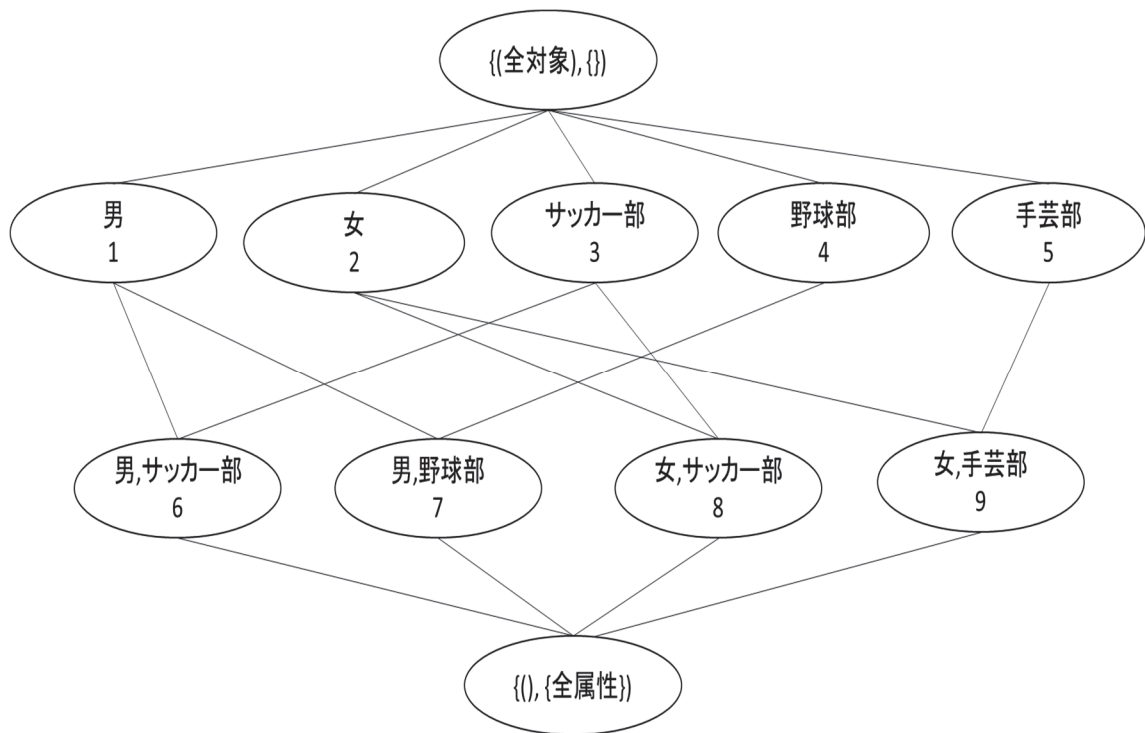 {(全対象), {})
男
1
女
2
サッカー部
3
野球部
4
手芸部
5
男,サッカー部
6
男,野球部
7
女,サッカー部
8
女,手芸部
9
{(), {全属性})